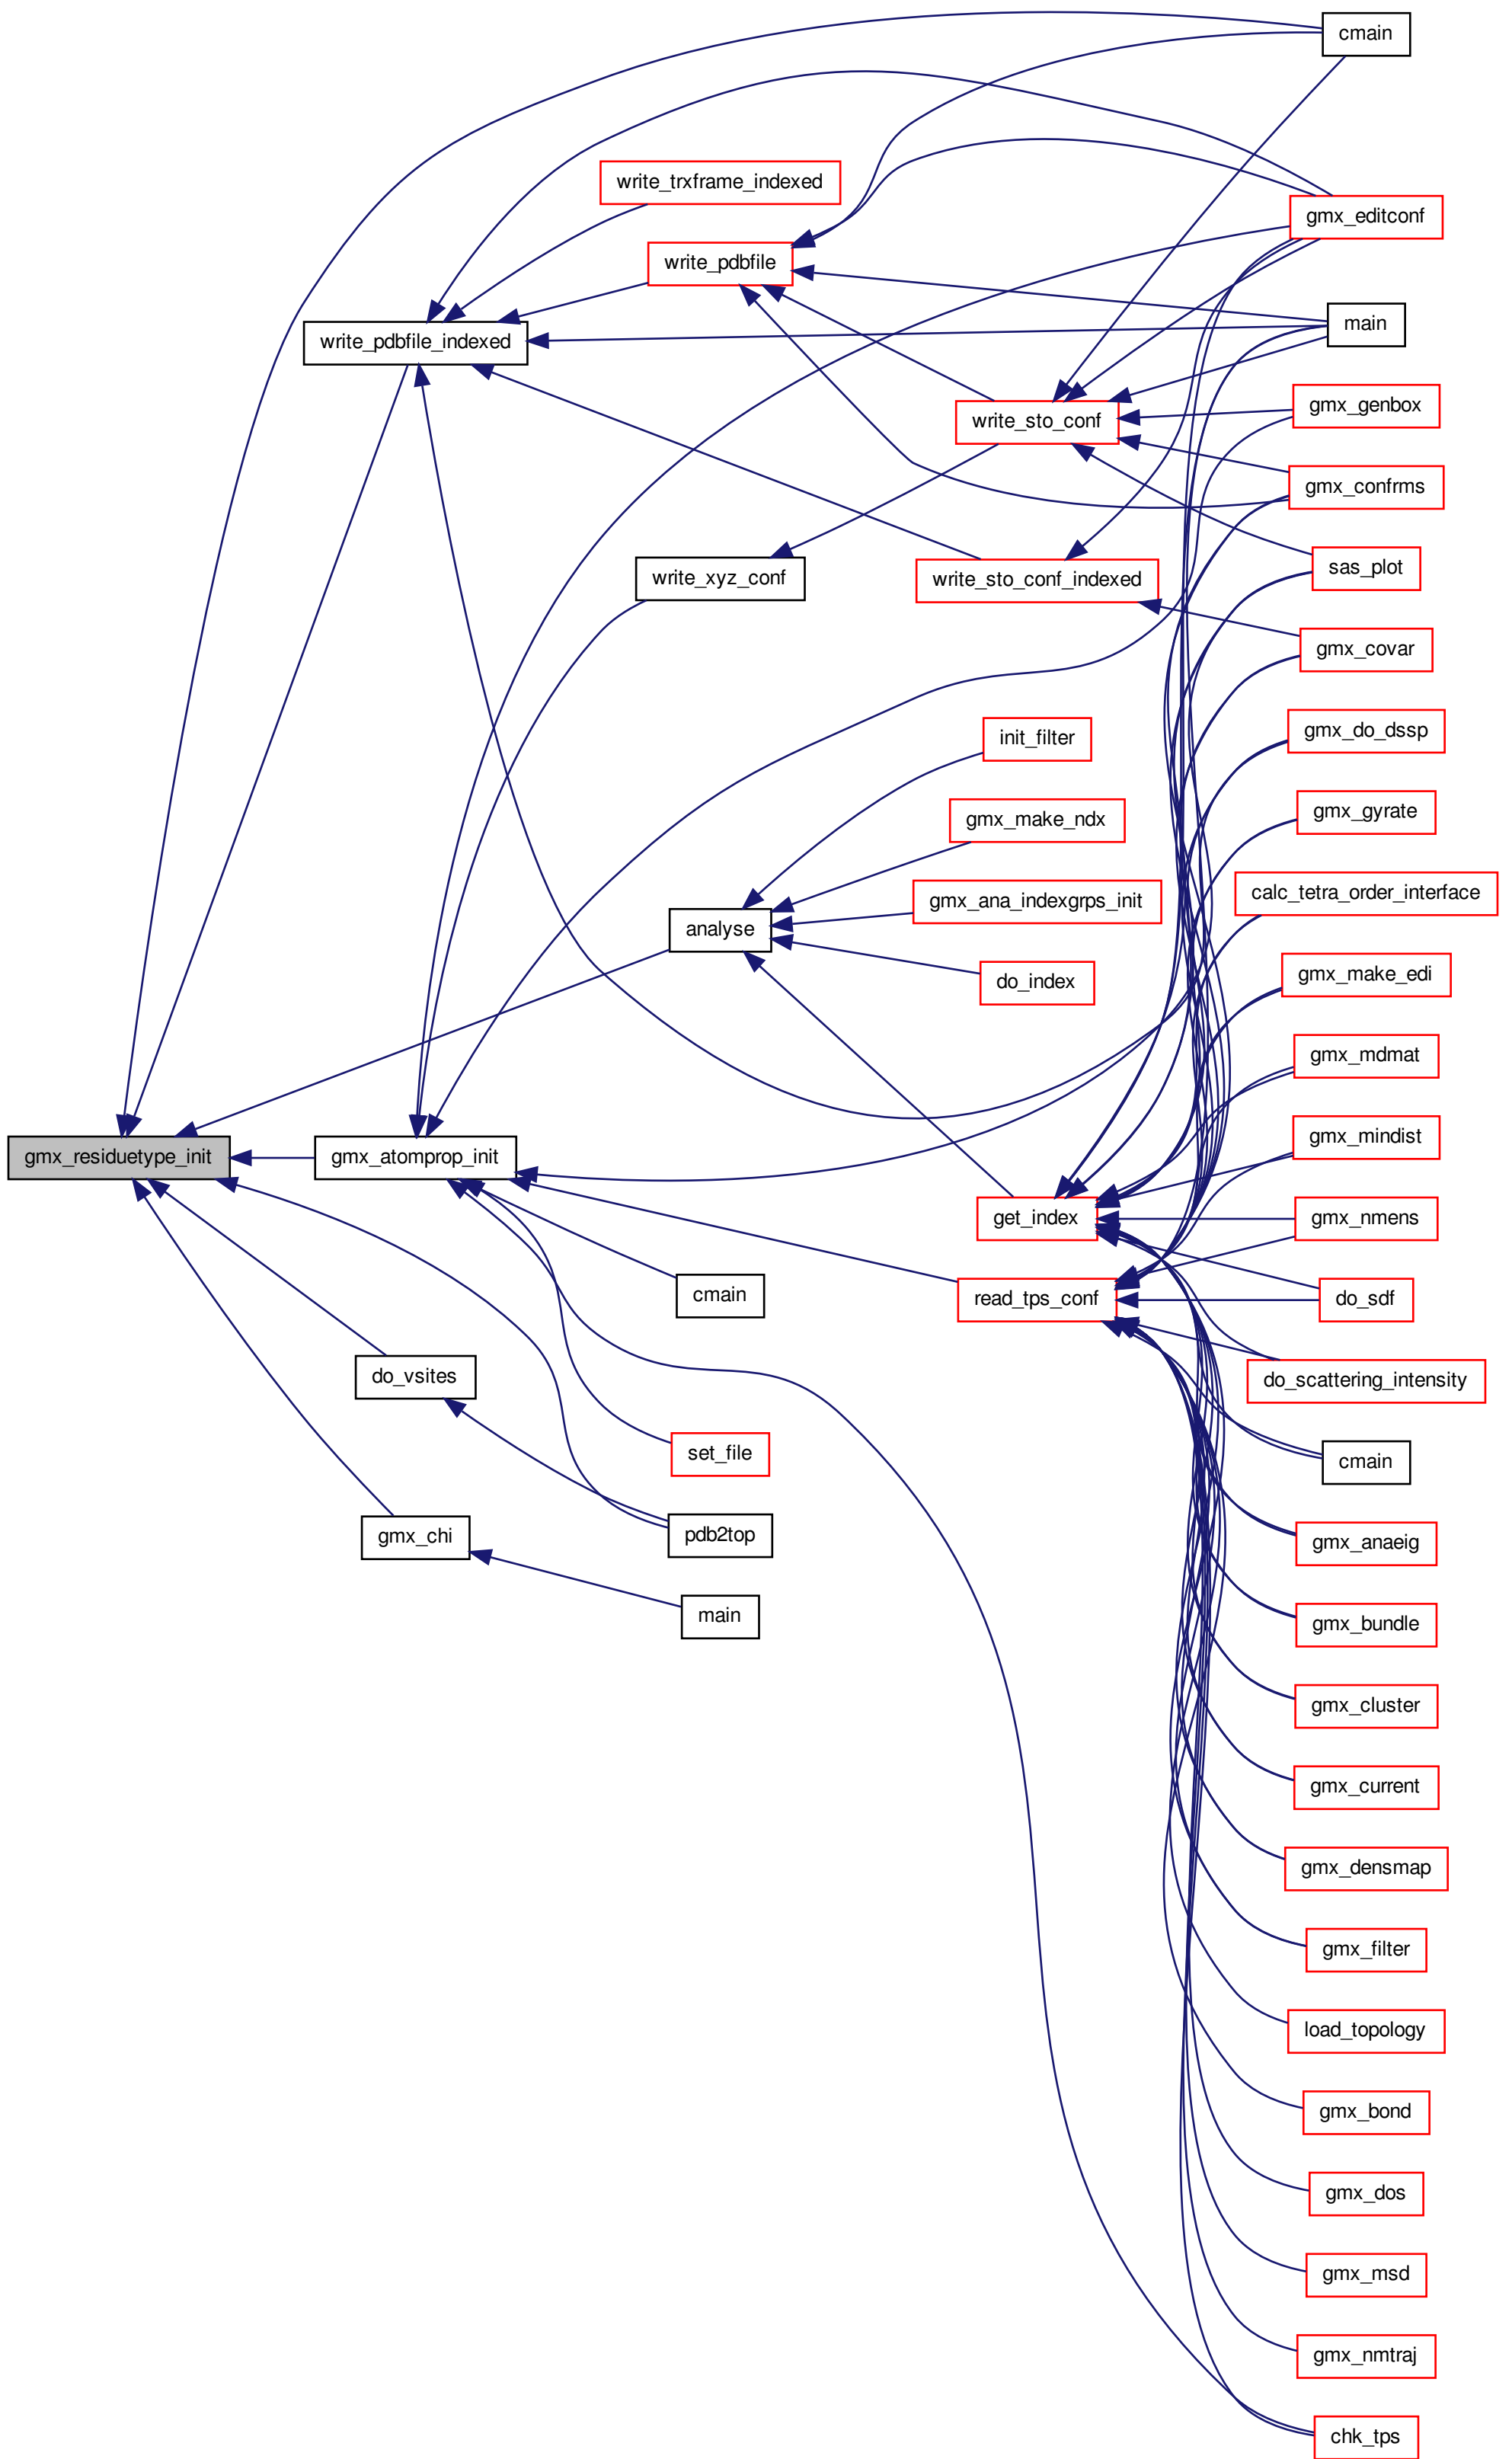 cmain
write_trxframe_indexed
gmx_editconf
write_pdbfile
main
write_pdbfile_indexed
gmx_genbox
write_sto_conf
gmx_confrms
sas_plot
write_xyz_conf
write_sto_conf_indexed
gmx_covar
init_filter
gmx_do_dssp
gmx_make_ndx
gmx_gyrate
gmx_ana_indexgrps_init
calc_tetra_order_interface
analyse
do_index
gmx_make_edi
gmx_mdmat
gmx_mindist
gmx_residuetype_init
gmx_atomprop_init
get_index
gmx_nmens
cmain
read_tps_conf
do_sdf
do_vsites
do_scattering_intensity
set_file
cmain
gmx_chi
pdb2top
gmx_anaeig
main
gmx_bundle
gmx_cluster
gmx_current
gmx_densmap
gmx_filter
load_topology
gmx_bond
gmx_dos
gmx_msd
gmx_nmtraj
chk_tps